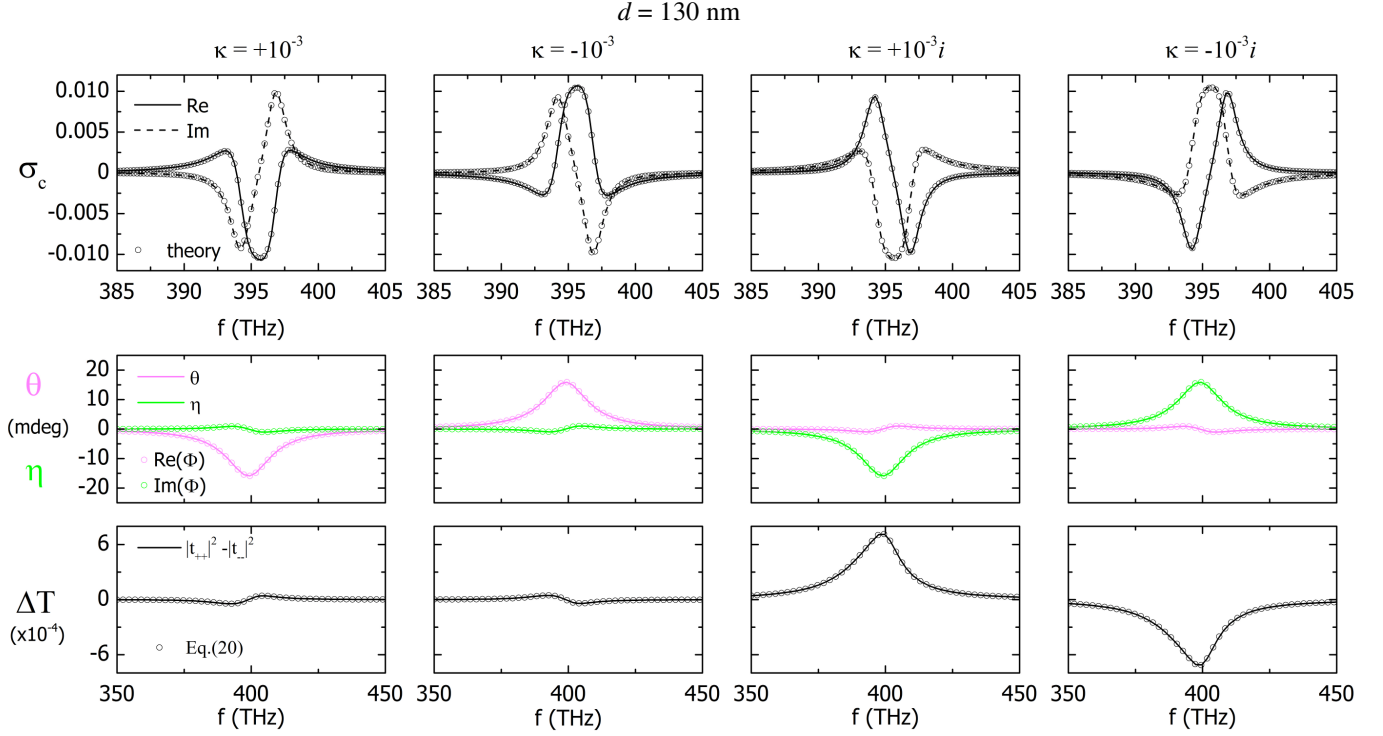 d = 130 nm
κ = +10⁻³ κ = -10⁻³ κ = +10⁻³i κ = -10⁻³i
0.010
0.005
0
-0.005
-0.010
σc
Re
Im
theory
385 390 395 400 405 385 390 395 400 405 385 390 395 400 405 385 390 395 400 405
f (THz) f (THz) f (THz) f (THz)
20
10
0
-10
-20
θ
(mdeg)
η
θ
η
Re(Φ)
Im(Φ)
6
0
-6
ΔT
(x10⁻⁴)
|t₊₊|² -|t₋₋|²
Eq.(20)
350 400 450 350 400 450 350 400 450 350 400 450
f (THz) f (THz) f (THz) f (THz)